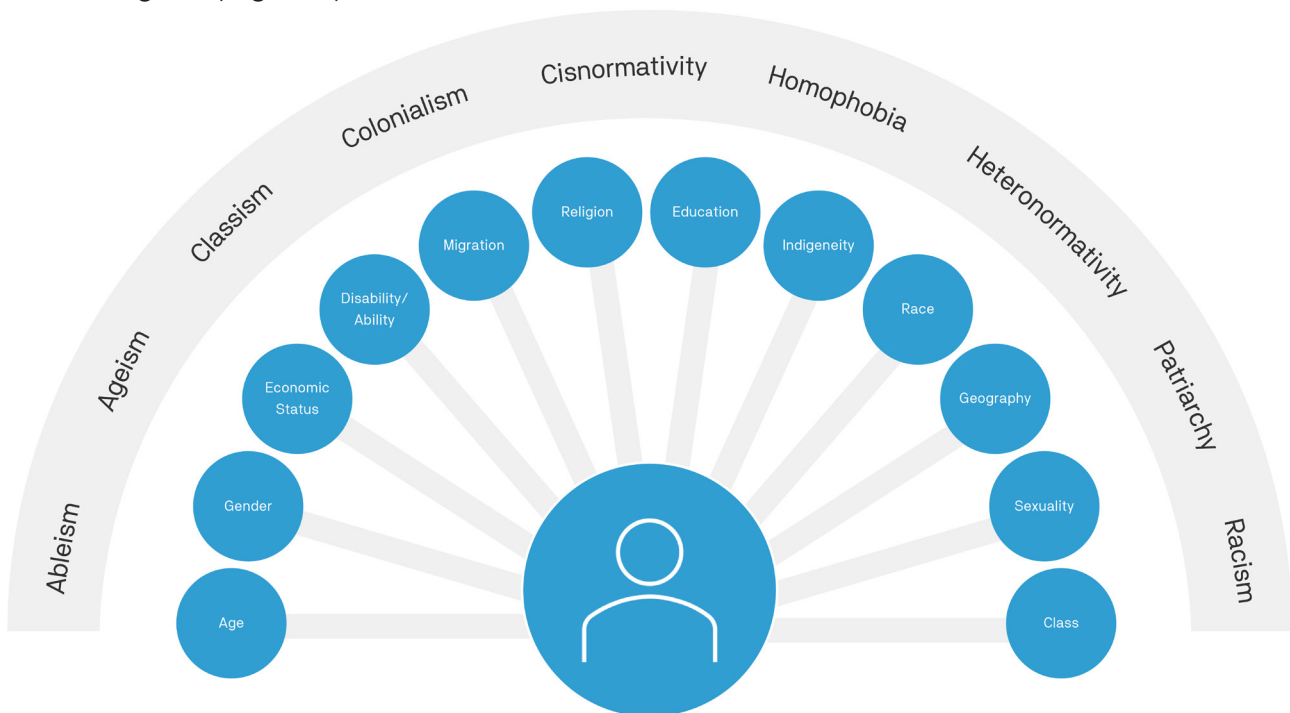 Ableism
Ageism
Classism
Colonialism
Cisnormativity
Homophobia
Heteronormativity
Patriarchy
Racism
Age
Gender
Economic
Status
Disability/
Ability
Migration
Religion
Education
Indigeneity
Race
Geography
Sexuality
Class